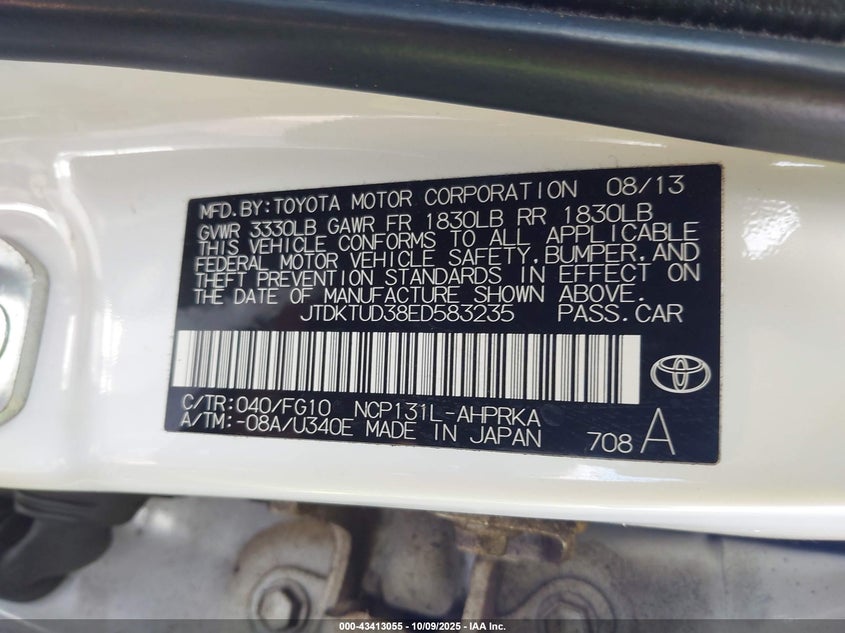 MFD.BY:TOYOTA MOTOR CORPORATION 08/13
GVWR 3330LB GAWR FR 1830LB RR 1830LB
THIS VEHICLE CONFORMS TO ALL APPLICABLE
FEDERAL MOTOR VEHICLE SAFETY,BUMPER,AND
THEFT PREVENTION STANDARDS IN EFFECT ON
THE DATE OF MANUFACTURE SHOWN ABOVE.
JTDKTUD38ED583235 PASS.CAR
C/TR:040/FG10 NCP131L-AHPRKA
A/TM:-08A/U340E MADE IN JAPAN 708A
000-43413055 - 10/09/2025 - IAA Inc.